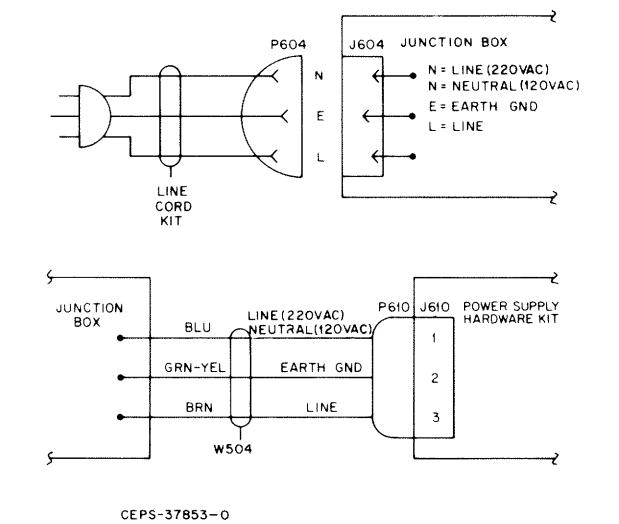 P604 J604 JUNCTION BOX
N
E
L
N = LINE (220VAC)
N = NEUTRAL (120VAC)
E = EARTH GND
L = LINE
LINE
CORD
KIT
JUNCTION
BOX
BLU
GRN-YEL
BRN
LINE (220VAC)
NEUTRAL (120VAC)
EARTH GND
LINE
W504
P610 J610
1
2
3
POWER SUPPLY
HARDWARE KIT
CEPS-37853-0